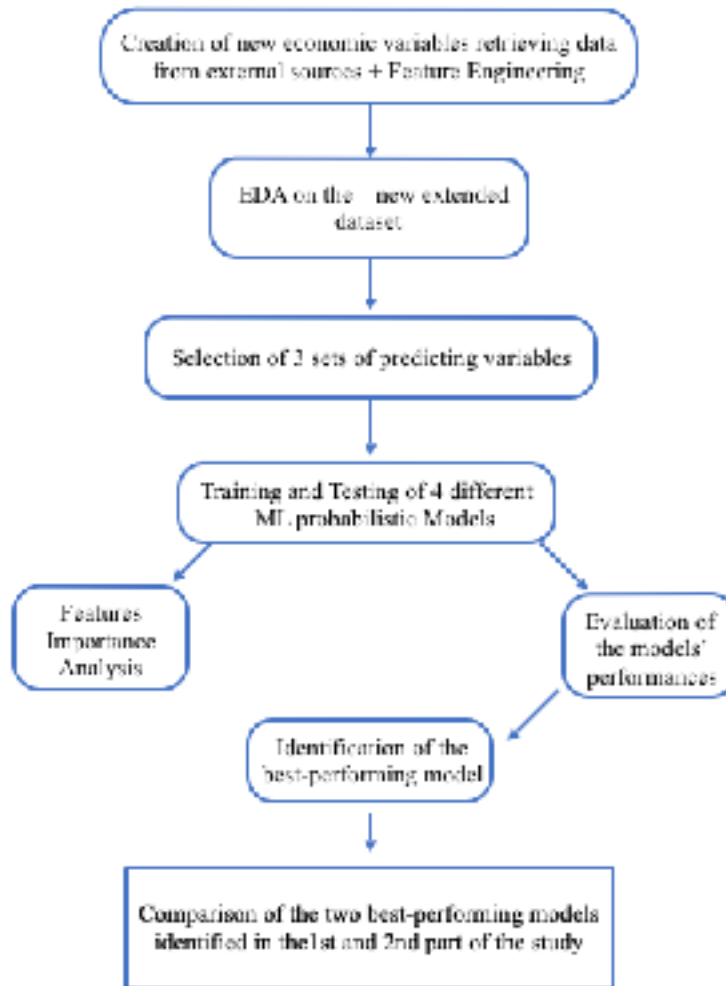 Creation of new economic variables retrieving data
from external sources + Feature Engineering
EDA on the new extended
dataset
Selection of 3 sets of predicting variables
Training and Testing of 4 different
ML probabilistic Models
Features
Importance
Analysis
Evaluation of
the models'
performances
Identification of the
best-performing model
Comparison of the two best-performing models
identified in the1st and 2nd part of the study